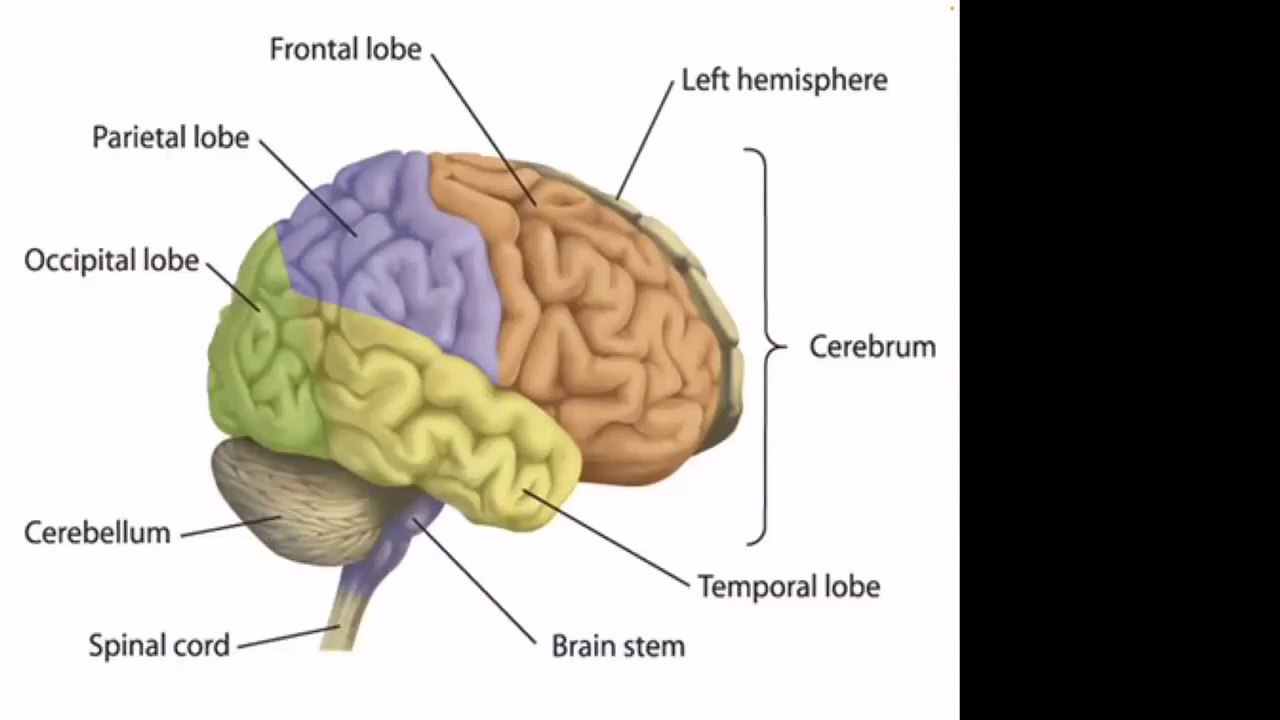 Frontal lobe
Left hemisphere
Parietal lobe
Occipital lobe
Cerebrum
Cerebellum
Temporal lobe
Spinal cord
Brain stem